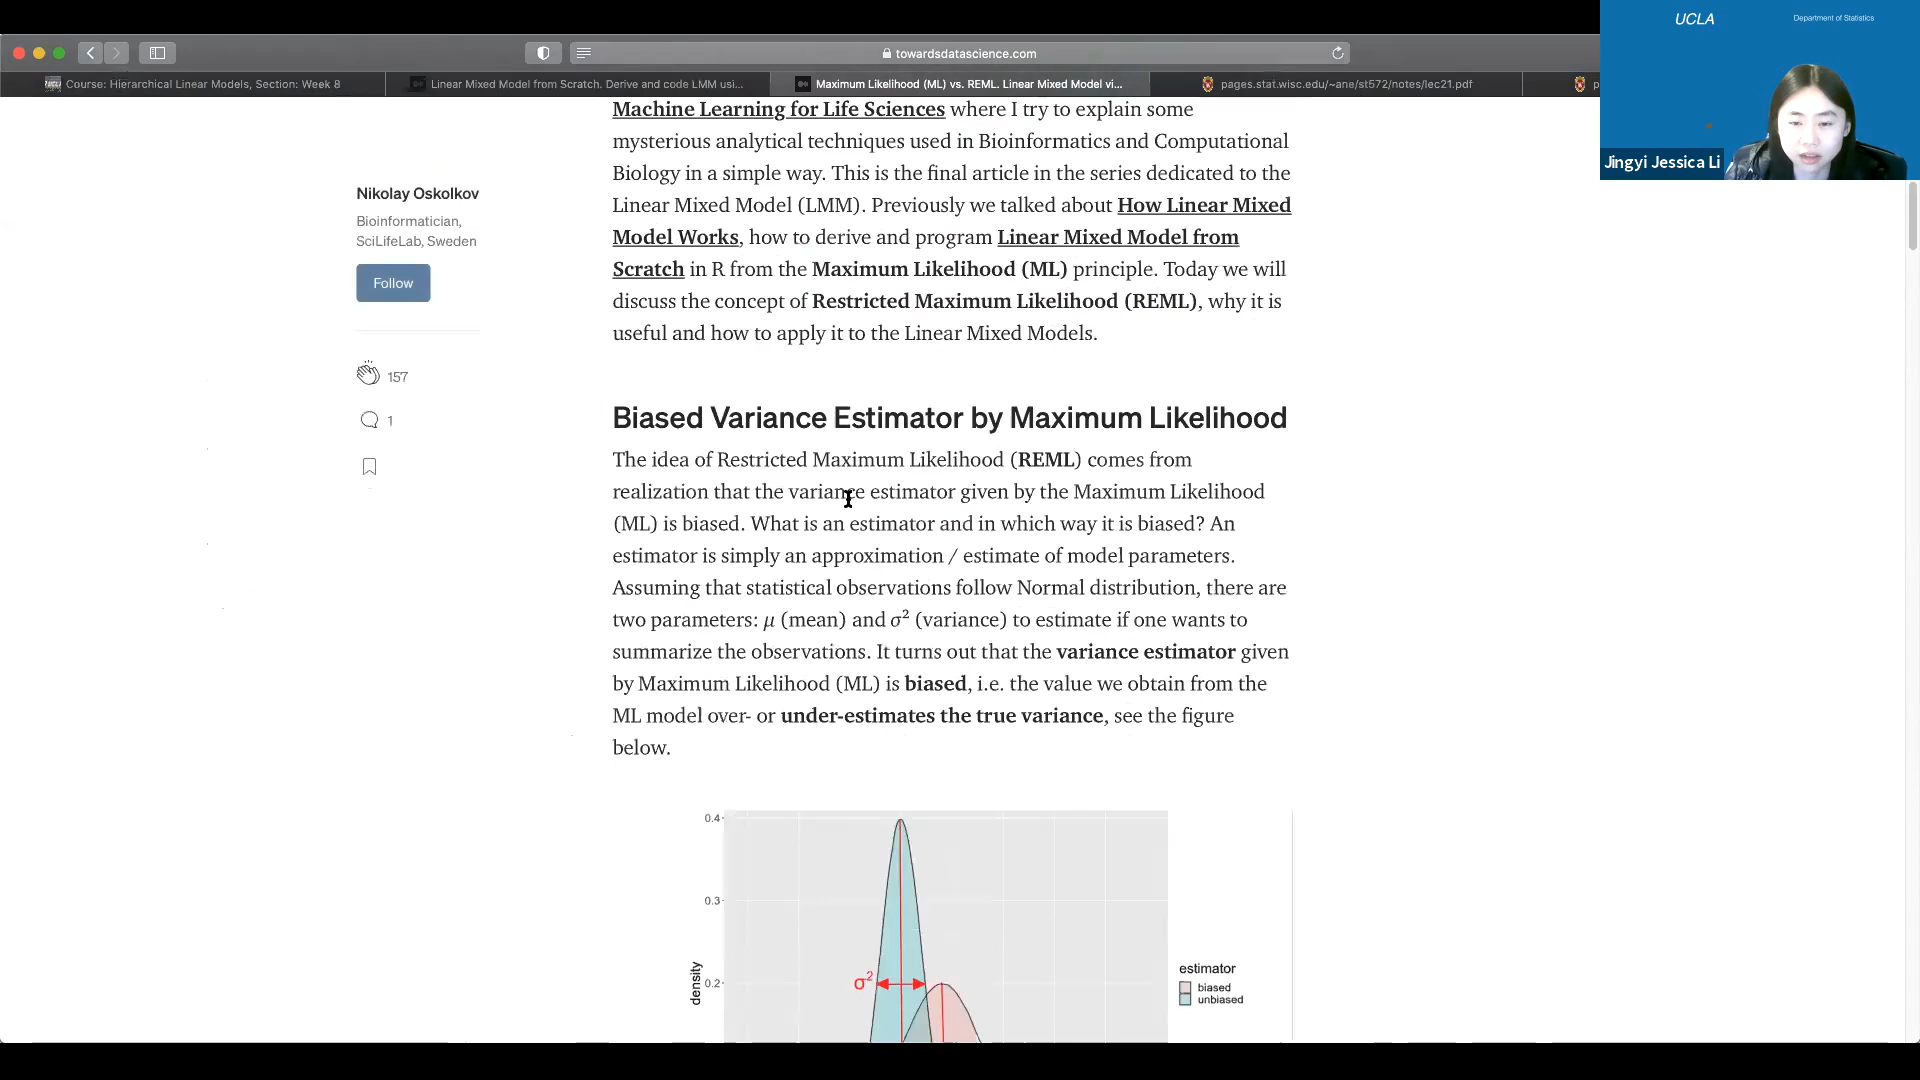 UCLA
Department of Statistics
towardsdatascience.com
Course: Hierarchical Linear Models, Section: Week 8
Linear Mixed Model from Scratch. Derive and code LMM usi...
Maximum Likelihood (ML) vs. REML. Linear Mixed Model vi...
pages.stat.wisc.edu/~ane/st572/notes/lec21.pdf
p
Jingyi Jessica Li
Machine Learning for Life Sciences where I try to explain some
mysterious analytical techniques used in Bioinformatics and Computational
Biology in a simple way. This is the final article in the series dedicated to the
Linear Mixed Model (LMM). Previously we talked about How Linear Mixed
Model Works, how to derive and program Linear Mixed Model from
Scratch in R from the Maximum Likelihood (ML) principle. Today we will
discuss the concept of Restricted Maximum Likelihood (REML), why it is
useful and how to apply it to the Linear Mixed Models.
Nikolay Oskolkov
Bioinformatician,
SciLifeLab, Sweden
Follow
157
1
Biased Variance Estimator by Maximum Likelihood
The idea of Restricted Maximum Likelihood (REML) comes from
realization that the variance estimator given by the Maximum Likelihood
(ML) is biased. What is an estimator and in which way it is biased? An
estimator is simply an approximation / estimate of model parameters.
Assuming that statistical observations follow Normal distribution, there are
two parameters: μ (mean) and σ² (variance) to estimate if one wants to
summarize the observations. It turns out that the variance estimator given
by Maximum Likelihood (ML) is biased, i.e. the value we obtain from the
ML model over- or under-estimates the true variance, see the figure
below.
0.4
0.3
0.2
density
σ²
estimator
biased
unbiased